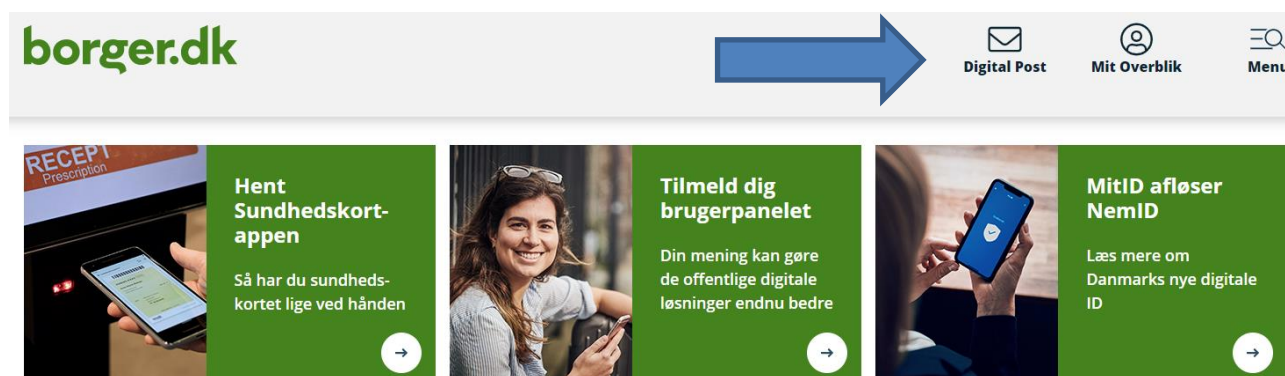 borger.dk
Digital Post
Mit Overblik
Menu
RECEPT
Prescription
Hent
Sundhedskort-
appen
Så har du sundheds-
kortet lige ved hånden
Tilmeld dig
brugerpanelet
Din mening kan gøre
de offentlige digitale
løsninger endnu bedre
MitID afløser
NemID
Læs mere om
Danmarks nye digitale
ID